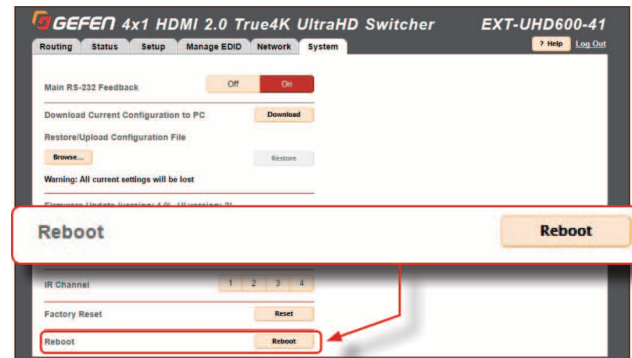 GEFEN 4x1 HDMI 2.0 True4K UltraHD Switcher EXT-UHD600-41
Routing Status Setup Manage EDID Network System ? Help Log Out
Main RS-232 Feedback Off On
Download Current Configuration to PC Download
Restore/Upload Configuration File
Browse... Restore
Warning: All current settings will be lost
Reboot Reboot
IR Channel 1 2 3 4
Factory Reset Reset
Reboot Reboot